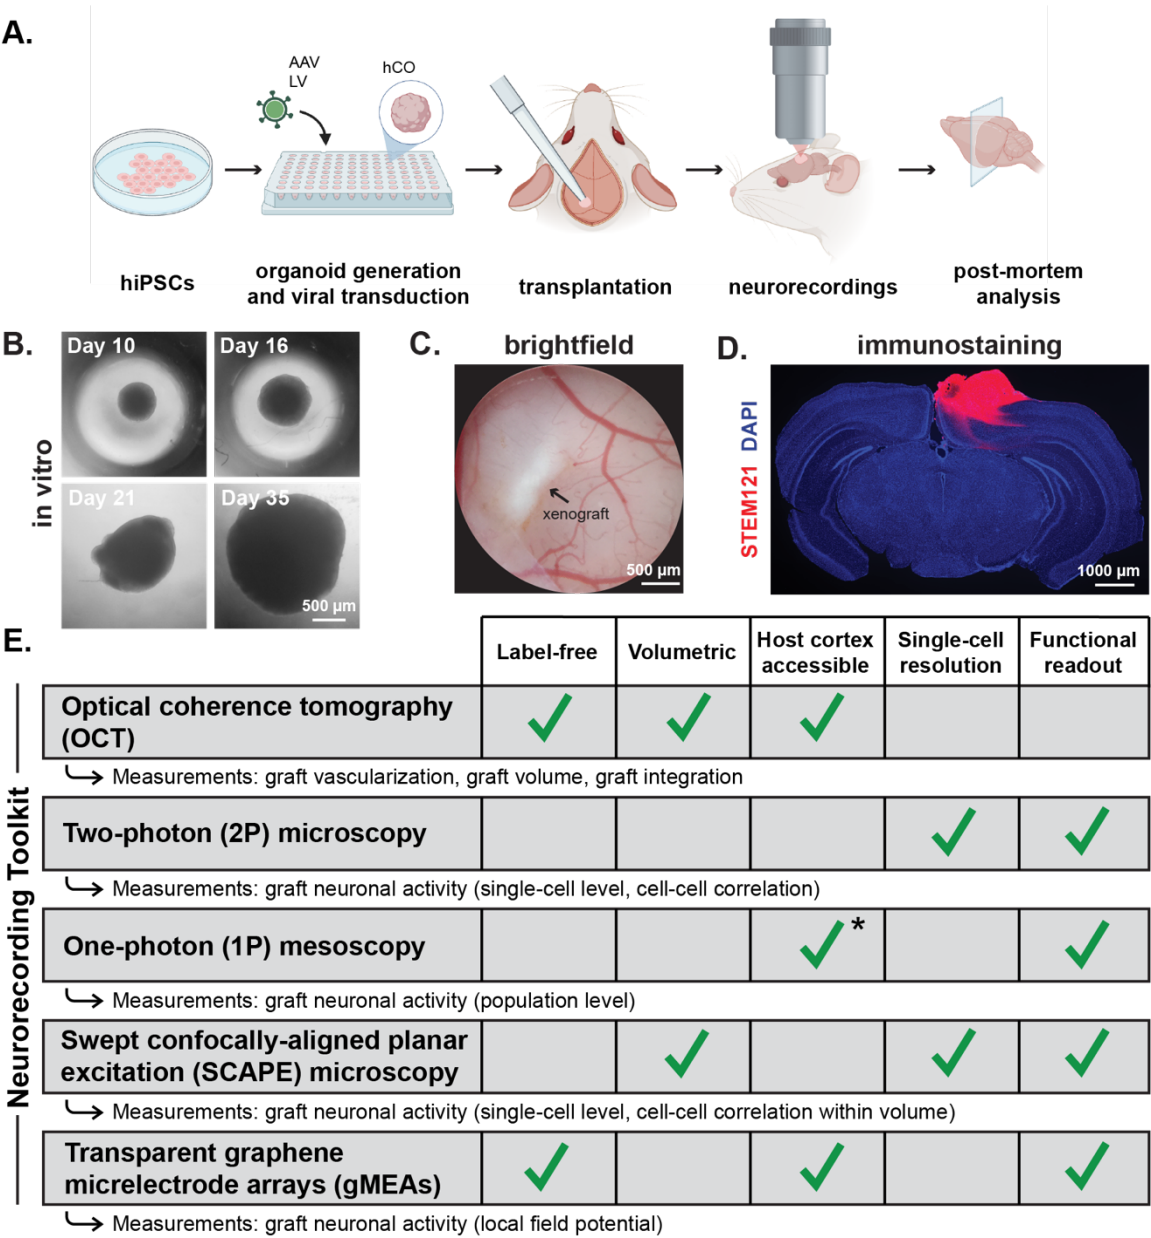 A.
AAV
LV
hCO
hiPSCs
organoid generation
and viral transduction
transplantation
neurorecordings
post-mortem
analysis
B.
in vitro
Day 10
Day 16
Day 21
Day 35
500 µm
C.
brightfield
xenograft
500 µm
D.
immunostaining
STEM121 DAPI
1000 µm
E.
Label-free
Volumetric
Host cortex
accessible
Single-cell
resolution
Functional
readout
Neurorecording Toolkit
Optical coherence tomography
(OCT)
Measurements: graft vascularization, graft volume, graft integration
Two-photon (2P) microscopy
Measurements: graft neuronal activity (single-cell level, cell-cell correlation)
One-photon (1P) mesoscopy
*
Measurements: graft neuronal activity (population level)
Swept confocally-aligned planar
excitation (SCAPE) microscopy
Measurements: graft neuronal activity (single-cell level, cell-cell correlation within volume)
Transparent graphene
micrelectrode arrays (gMEAs)
Measurements: graft neuronal activity (local field potential)